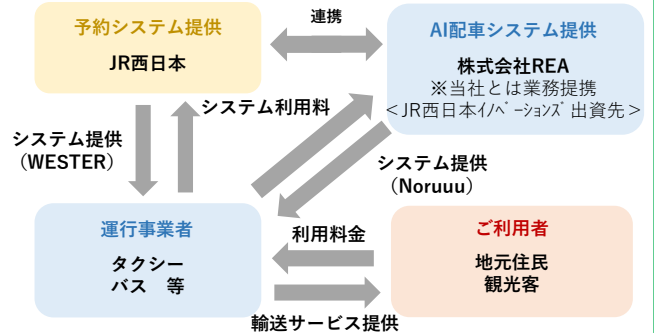 予約システム提供
JR西日本
連携
AI配車システム提供
株式会社REA
※当社とは業務提携
＜JR西日本ｲﾉﾍﾞｰｼｮﾝｽﾞ出資先＞
システム利用料
システム提供
（WESTER）
システム提供
（Noruuu）
運行事業者
タクシー
バス　等
利用料金
ご利用者
地元住民
観光客
輸送サービス提供